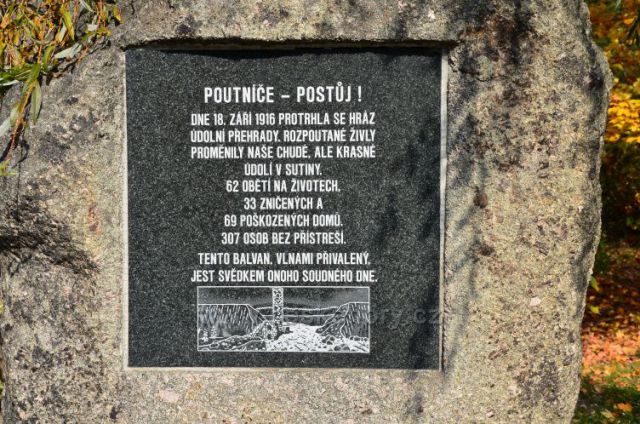 POUTNÍČE – POSTŮJ !
DNE 18. ZÁŘÍ 1916 PROTRHLA SE HRÁZ
ÚDOLNÍ PŘEHRADY. ROZPOUTANÉ ŽIVLY
PROMĚNILY NAŠE CHUDÉ, ALE KRASNÉ
ÚDOLÍ V SUTINY.
62 OBĚTÍ NA ŽIVOTECH,
33 ZNIČENÝCH A
69 POŠKOZENÝCH DOMŮ.
307 OSOB BEZ PŘÍSTREŠÍ.
TENTO BALVAN, VLNAMI PŘIVALENÝ,
JEST SVĚDKEM ONOHO SOUDNÉHO DNE.